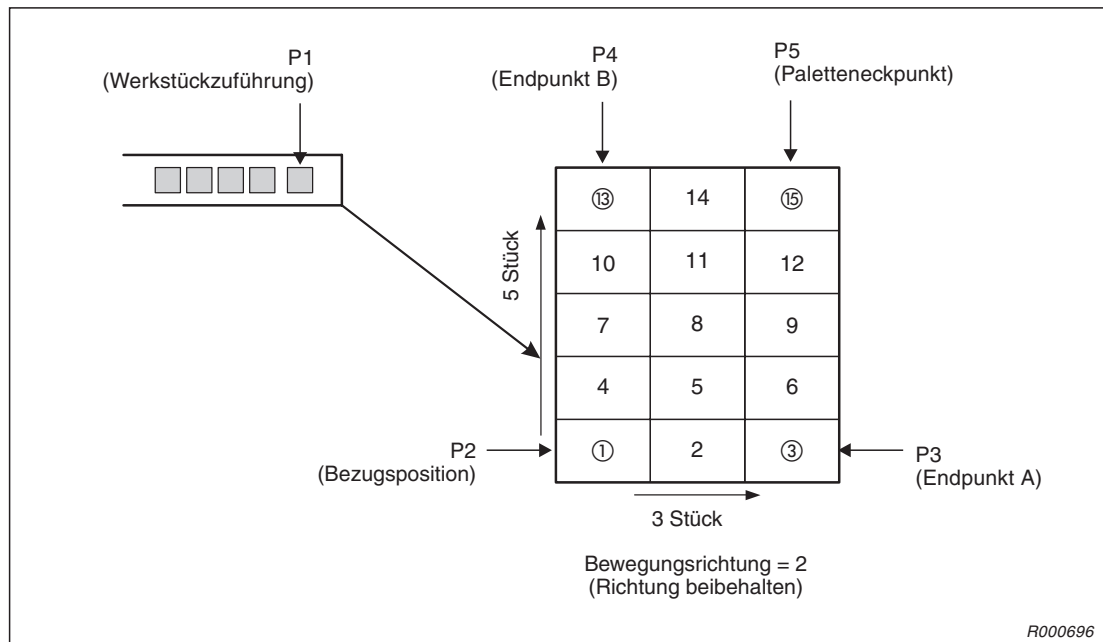 P1
(Werkstückzuführung)
P4
(Endpunkt B)
P5
(Paletteneckpunkt)
⑬ 14 ⑮
10 11 12
7 8 9
4 5 6
① 2 ③
5 Stück
P2
(Bezugsposition)
P3
(Endpunkt A)
3 Stück
Bewegungsrichtung = 2
(Richtung beibehalten)
R000696